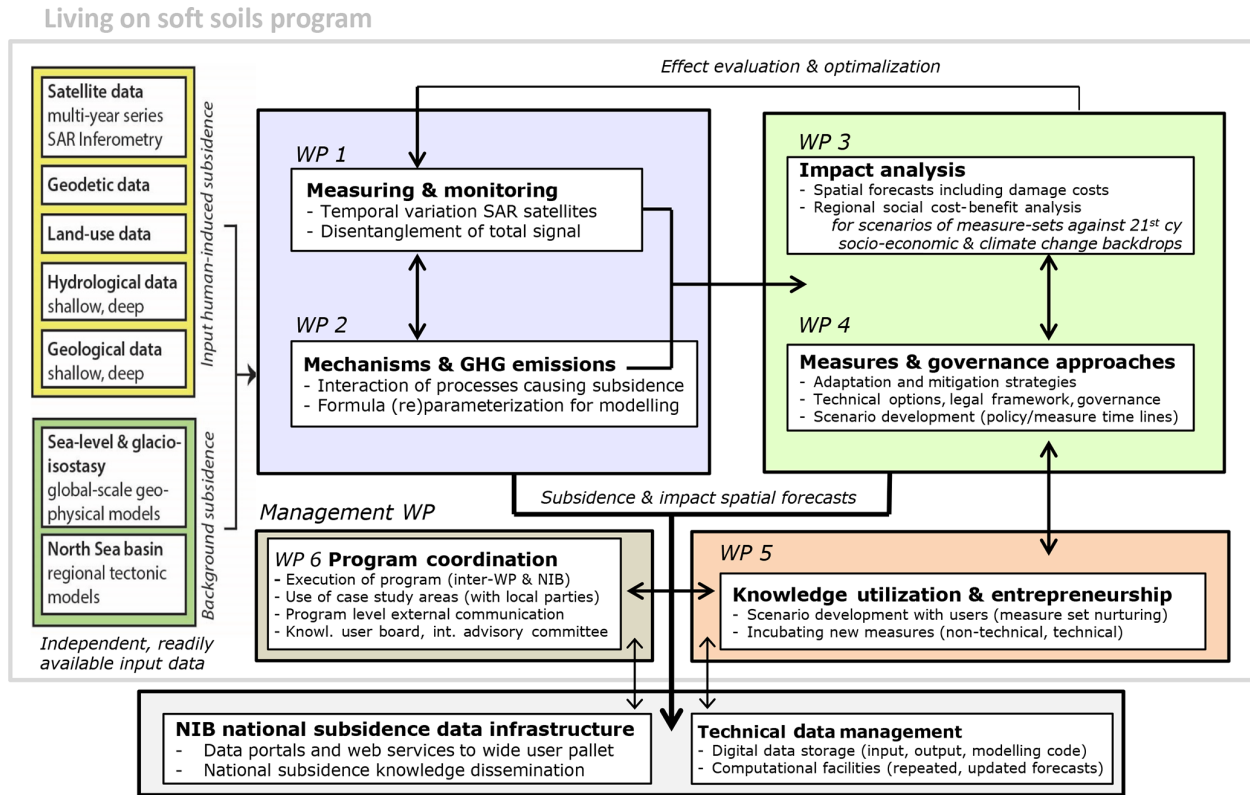 Living on soft soils program
Effect evaluation & optimalization
Satellite data
multi-year series
SAR Inferometry
Geodetic data
Land-use data
Hydrological data
shallow, deep
Geological data
shallow, deep
Input human-induced subsidence
Sea-level & glacio-
isostasy
global-scale geo-
physical models
North Sea basin
regional tectonic
models
Background subsidence
Independent, readily
available input data
WP 1
Measuring & monitoring
- Temporal variation SAR satellites
- Disentanglement of total signal
WP 2
Mechanisms & GHG emissions
- Interaction of processes causing subsidence
- Formula (re)parameterization for modelling
WP 3
Impact analysis
- Spatial forecasts including damage costs
- Regional social cost-benefit analysis
for scenarios of measure-sets against 21st cy
socio-economic & climate change backdrops
WP 4
Measures & governance approaches
- Adaptation and mitigation strategies
- Technical options, legal framework, governance
- Scenario development (policy/measure time lines)
Subsidence & impact spatial forecasts
Management WP
WP 6 Program coordination
- Execution of program (inter-WP & NIB)
- Use of case study areas (with local parties)
- Program level external communication
- Knowl. user board, int. advisory committee
WP 5
Knowledge utilization & entrepreneurship
- Scenario development with users (measure set nurturing)
- Incubating new measures (non-technical, technical)
NIB national subsidence data infrastructure
- Data portals and web services to wide user pallet
- National subsidence knowledge dissemination
Technical data management
- Digital data storage (input, output, modelling code)
- Computational facilities (repeated, updated forecasts)